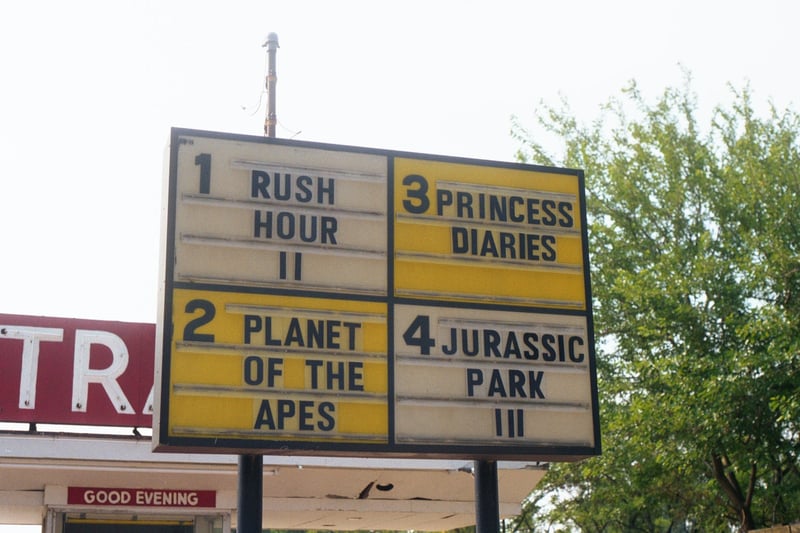 1 RUSH
HOUR
II
2 PLANET
OF THE
APES
3 PRINCESS
DIARIES
4 JURASSIC
PARK
III
TRA
GOOD EVENING